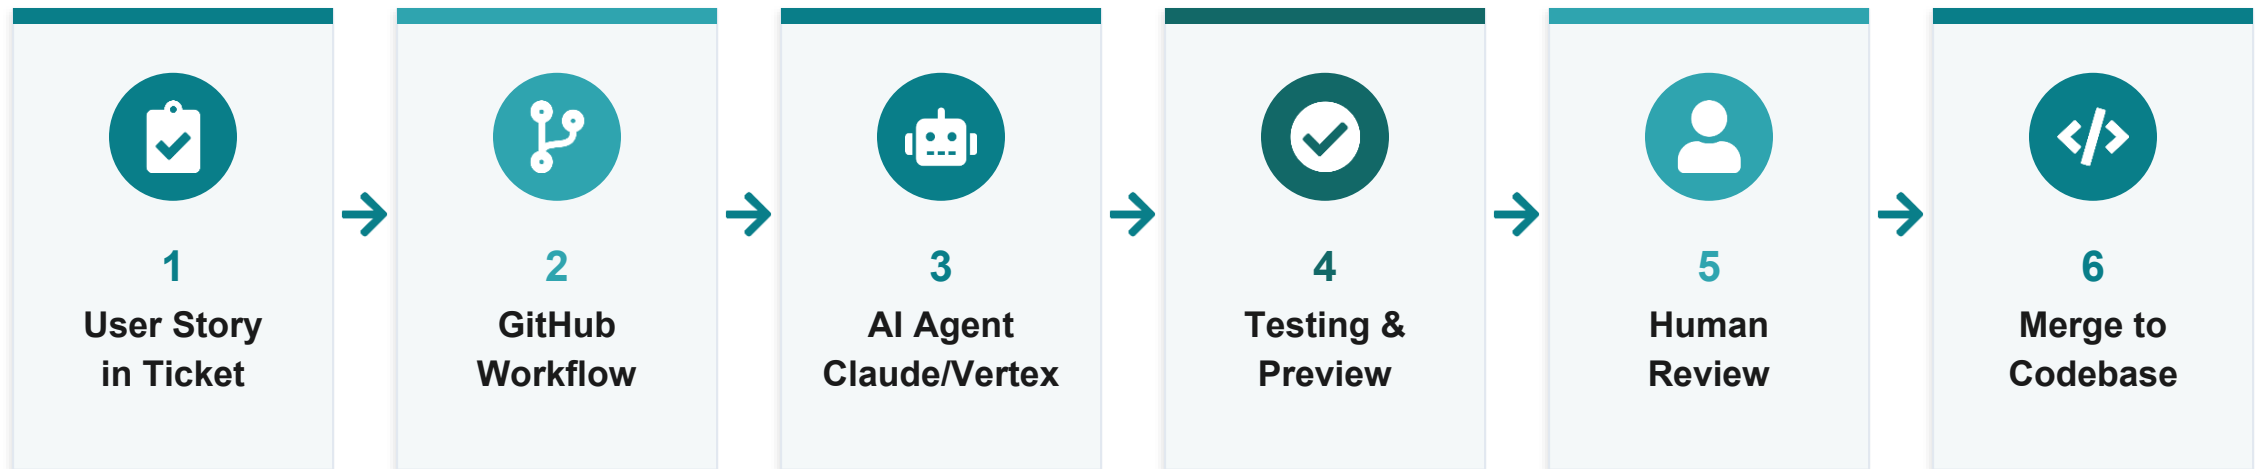 1
User Story
in Ticket
2
GitHub
Workflow
3
AI Agent
Claude/Vertex
4
Testing &
Preview
5
Human
Review
6
Merge to
Codebase